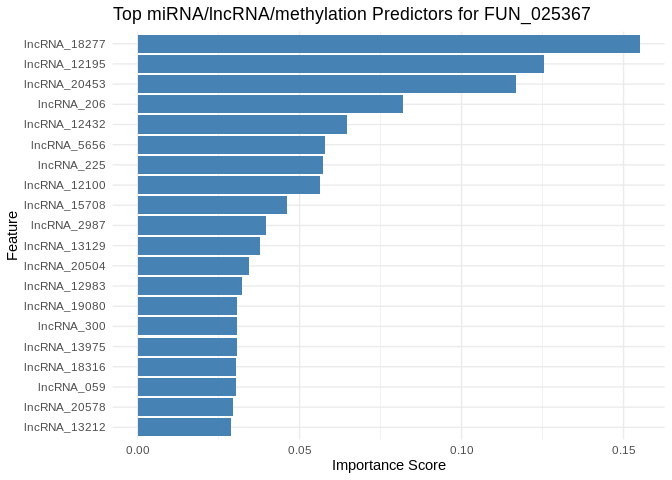 Top miRNA/lncRNA/methylation Predictors for FUN_025367
Feature
lncRNA_18277
lncRNA_12195
lncRNA_20453
lncRNA_206
lncRNA_12432
lncRNA_5656
lncRNA_225
lncRNA_12100
lncRNA_15708
lncRNA_2987
lncRNA_13129
lncRNA_20504
lncRNA_12983
lncRNA_19080
lncRNA_300
lncRNA_13975
lncRNA_18316
lncRNA_059
lncRNA_20578
lncRNA_13212
0.00 0.05 0.10 0.15
Importance Score